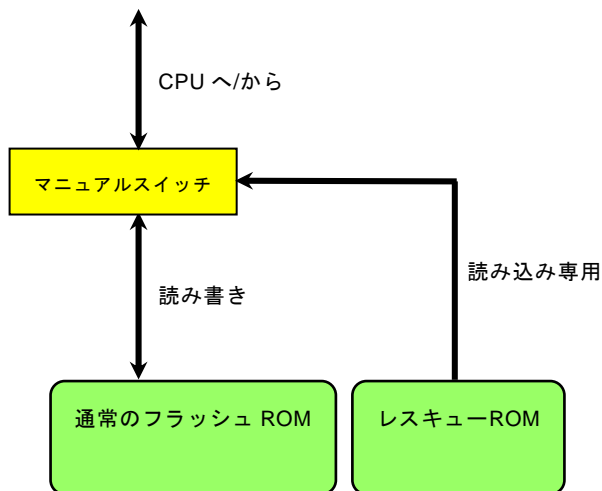 CPU へ/から
マニュアルスイッチ
読み書き
読み込み専用
通常のフラッシュ ROM
レスキューROM